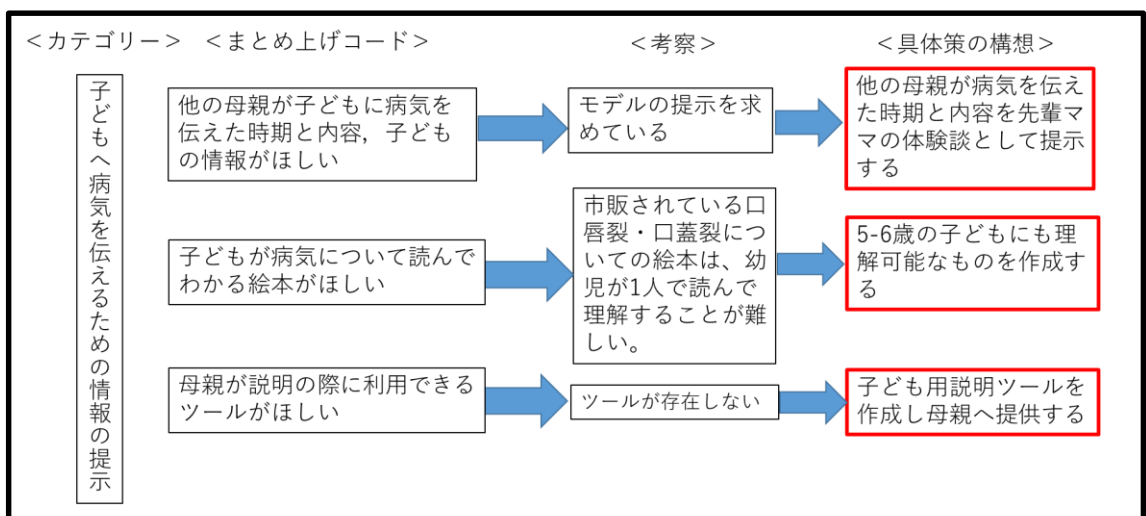 ＜カテゴリー＞ ＜まとめ上げコード＞ ＜考察＞ ＜具体策の構想＞
子どもへ病気を伝えるための情報の提示
他の母親が子どもに病気を
伝えた時期と内容，子ども
の情報がほしい
モデルの提示を求
めている
他の母親が病気を伝え
た時期と内容を先輩マ
マの体験談として提示
する
子どもが病気について読んで
わかる絵本がほしい
市販されている口
唇裂・口蓋裂につ
いての絵本は、幼
児が1人で読んで
理解することが難
しい。
5-6歳の子どもにも理
解可能なものを作成す
る
母親が説明の際に利用できる
ツールがほしい
ツールが存在しない
子ども用説明ツールを
作成し母親へ提供する